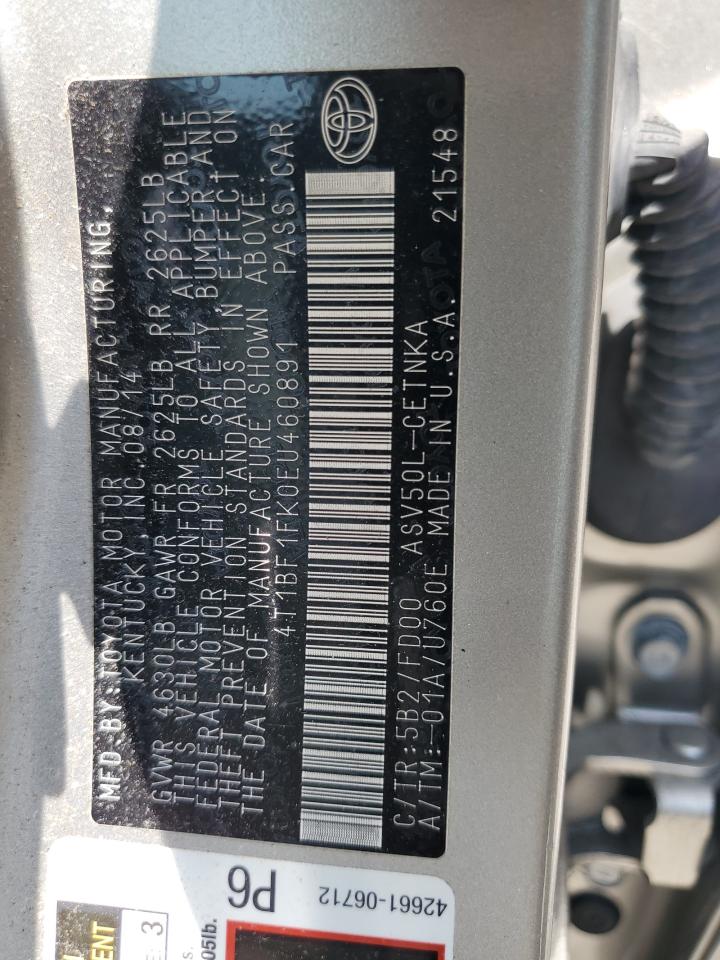 MFD BY:TOYOTA MOTOR MANUFACTURING.
KENTUCKY, INC. 08/14
GVWR 4630LB GAWR FR 2625LB RR 2625LB
THIS VEHICLE CONFORMS TO ALL APPLICABLE
FEDERAL MOTOR VEHICLE SAFETY, BUMPER,AND
THEFT PREVENTION STANDARDS IN EFFECT ON
THE DATE OF MANUFACTURE SHOWN ABOVE.
4T1BF1FK0EU460891 PASS.CAR
C/TR:5B2/FD00 ASV50L-CETNKA
A/TM:-01A/U760E MADE IN U.S.A. 21548
P6
42661-06712
3
05lb.